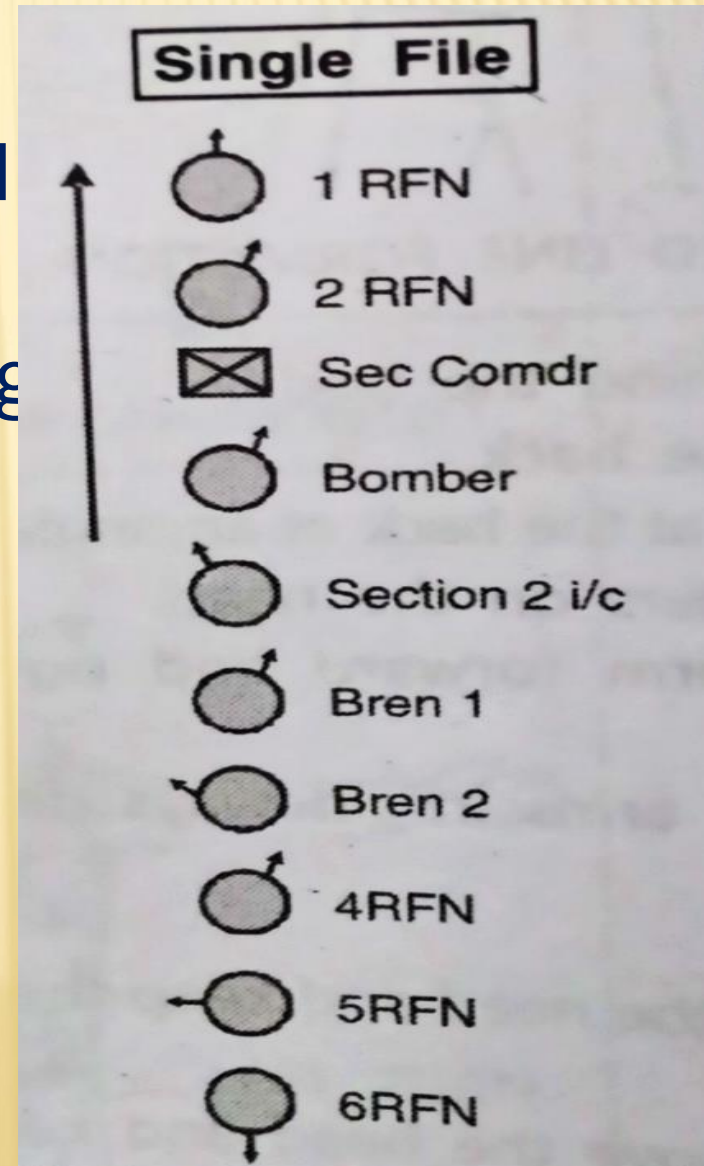 Single File
1 RFN
2 RFN
Sec Comdr
Bomber
Section 2 i/c
Bren 1
Bren 2
4RFN
5RFN
6RFN